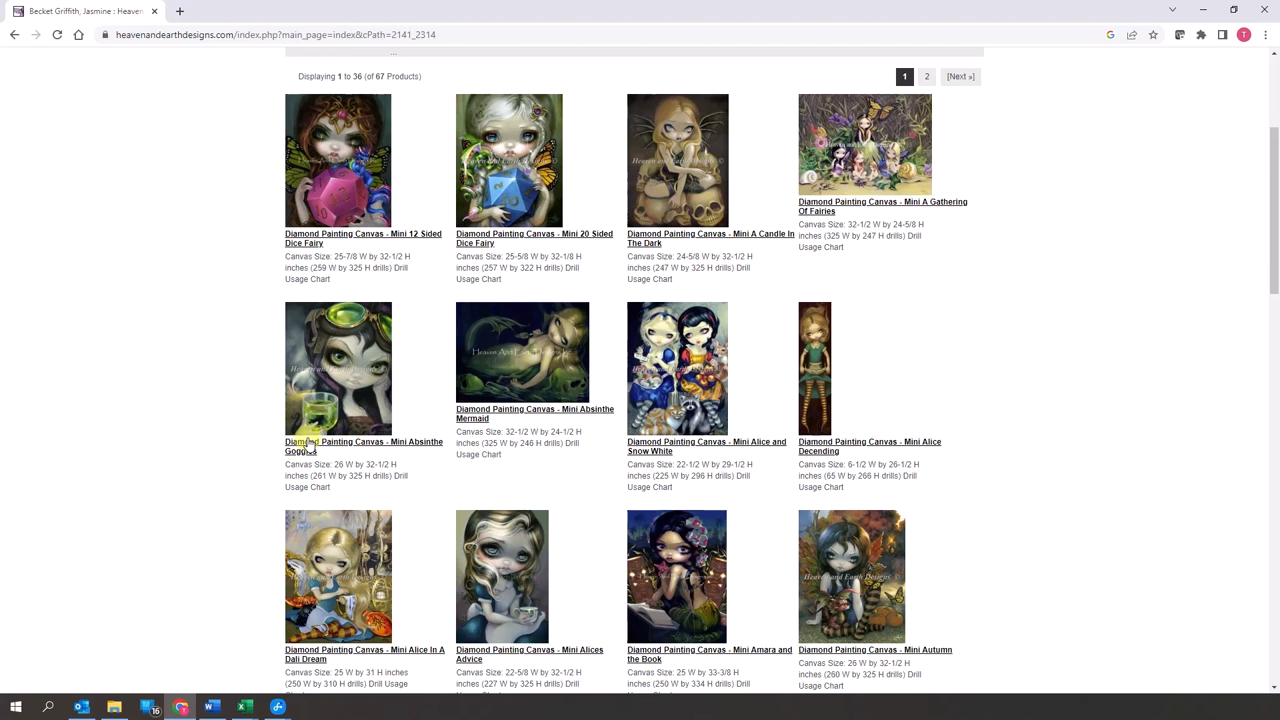 Becket Griffith, Jasmine : Heaven
heavenandearthdesigns.com/index.php?main_page=index&cPath=2141_2314
T
...
Displaying 1 to 36 (of 67 Products)
1 2 [Next »]
Diamond Painting Canvas - Mini 12 Sided
Dice Fairy
Canvas Size: 25-7/8 W by 32-1/2 H
inches (259 W by 325 H drills) Drill
Usage Chart
Diamond Painting Canvas - Mini 20 Sided
Dice Fairy
Canvas Size: 25-5/8 W by 32-1/8 H
inches (257 W by 322 H drills) Drill
Usage Chart
Diamond Painting Canvas - Mini A Candle In
The Dark
Canvas Size: 24-5/8 W by 32-1/2 H
inches (247 W by 325 H drills) Drill
Usage Chart
Diamond Painting Canvas - Mini A Gathering
Of Fairies
Canvas Size: 32-1/2 W by 24-5/8 H
inches (325 W by 247 H drills) Drill
Usage Chart
Diamond Painting Canvas - Mini Absinthe
Goggles
Canvas Size: 26 W by 32-1/2 H
inches (261 W by 325 H drills) Drill
Usage Chart
Diamond Painting Canvas - Mini Absinthe
Mermaid
Canvas Size: 32-1/2 W by 24-1/2 H
inches (325 W by 246 H drills) Drill
Usage Chart
Diamond Painting Canvas - Mini Alice and
Snow White
Canvas Size: 22-1/2 W by 29-1/2 H
inches (225 W by 296 H drills) Drill
Usage Chart
Diamond Painting Canvas - Mini Alice
Decending
Canvas Size: 6-1/2 W by 26-1/2 H
inches (65 W by 266 H drills) Drill
Usage Chart
Diamond Painting Canvas - Mini Alice In A
Dali Dream
Canvas Size: 25 W by 31 H inches
(250 W by 310 H drills) Drill Usage
Diamond Painting Canvas - Mini Alices
Advice
Canvas Size: 22-5/8 W by 32-1/2 H
inches (227 W by 325 H drills) Drill
Diamond Painting Canvas - Mini Amara and
the Book
Canvas Size: 25 W by 33-3/8 H
inches (250 W by 334 H drills) Drill
Diamond Painting Canvas - Mini Autumn
Canvas Size: 26 W by 32-1/2 H
inches (260 W by 325 H drills) Drill
Usage Chart
16